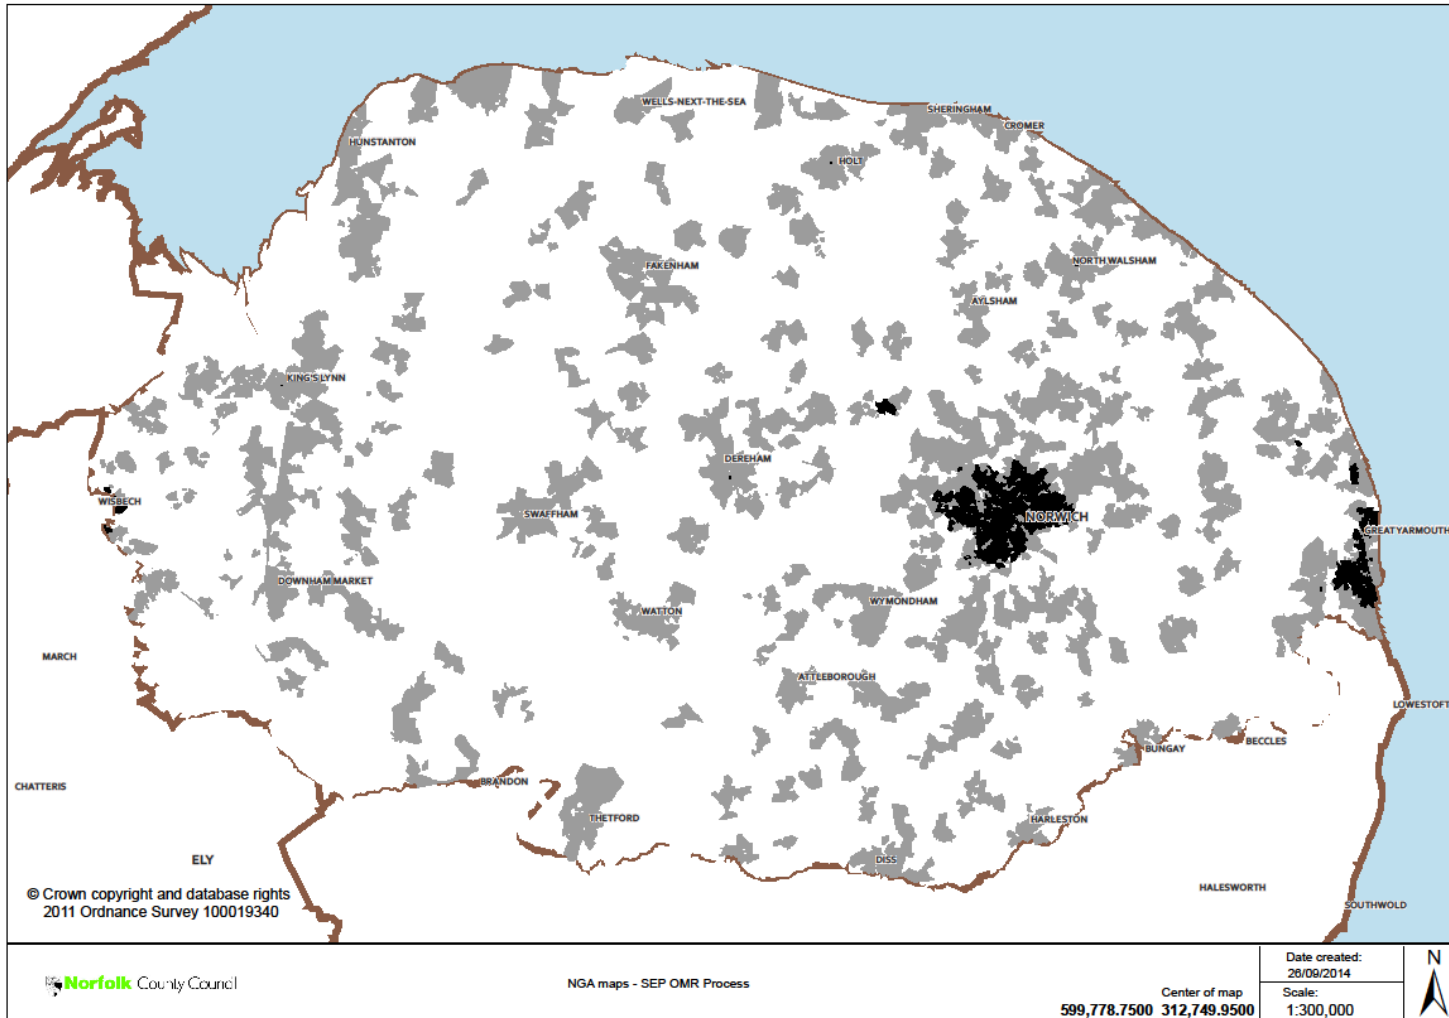 WELLS-NEXT-THE-SEA
SHERINGHAM
CROMER
HUNSTANTON
HOLT
FAKENHAM
NORTH WALSHAM
AYLSHAM
KING'S LYNN
DEREHAM
WISBECH
SWAFFHAM
NORWICH
GREAT YARMOUTH
DOWNHAM MARKET
WATTON
WYMONDHAM
MARCH
ATTLEBOROUGH
LOWESTOFT
BUNGAY
BECCLES
CHATTERIS
BRANDON
THETFORD
HARLESTON
ELY
DISS
HALESWORTH
SOUTHWOLD
© Crown copyright and database rights
2011 Ordnance Survey 100019340
Norfolk County Council
NGA maps - SEP OMR Process
Center of map
599,778.7500 312,749.9500
Date created:
26/09/2014
Scale:
1:300,000
N